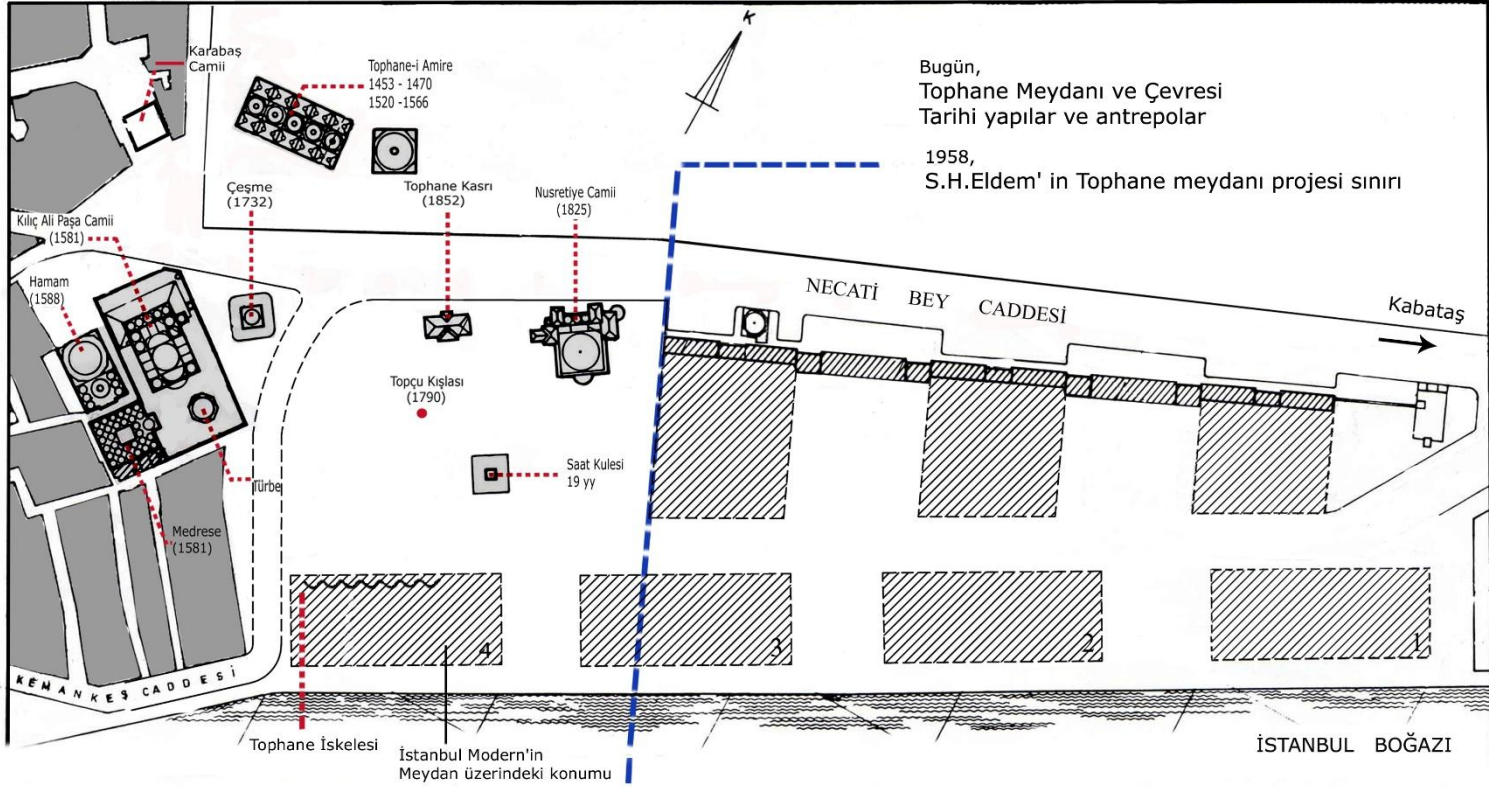 Karabaş
Camii
Tophane-i Amire
1453 - 1470
1520 -1566
K
Bugün,
Tophane Meydanı ve Çevresi
Tarihi yapılar ve antrepolar
1958,
S.H.Eldem' in Tophane meydanı projesi sınırı
Çeşme
(1732)
Tophane Kasrı
(1852)
Nusretiye Camii
(1825)
Kılıç Ali Paşa Camii
(1581)
Hamam
(1588)
NECATİ BEY CADDESİ
Kabataş
Topçu Kışlası
(1790)
Saat Kulesi
19 yy
Türbe
Medrese
(1581)
4
3
2
1
KEMANKEŞ CADDESİ
Tophane İskelesi
İstanbul Modern'in
Meydan üzerindeki konumu
İSTANBUL BOĞAZI